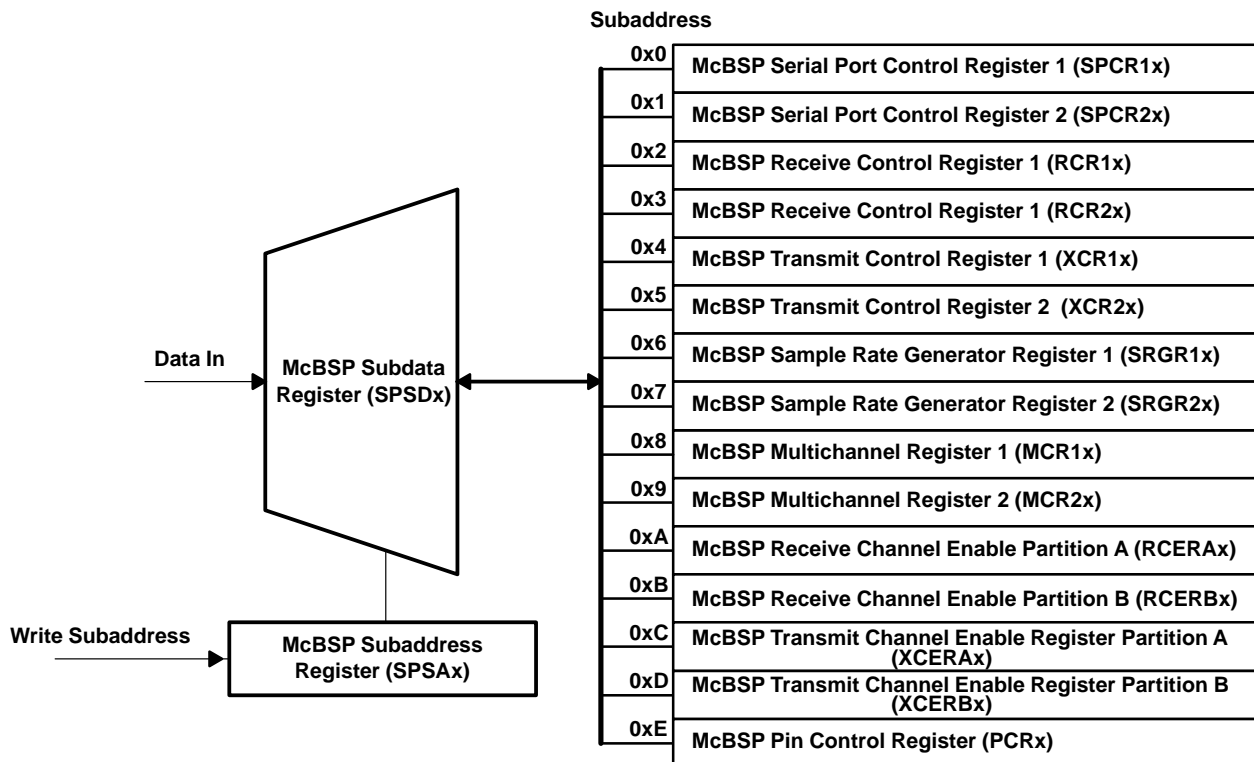 Subaddress
0x0
McBSP Serial Port Control Register 1 (SPCR1x)
0x1
McBSP Serial Port Control Register 2 (SPCR2x)
0x2
McBSP Receive Control Register 1 (RCR1x)
0x3
McBSP Receive Control Register 1 (RCR2x)
0x4
McBSP Transmit Control Register 1 (XCR1x)
0x5
McBSP Transmit Control Register 2 (XCR2x)
0x6
McBSP Sample Rate Generator Register 1 (SRGR1x)
0x7
McBSP Sample Rate Generator Register 2 (SRGR2x)
0x8
McBSP Multichannel Register 1 (MCR1x)
0x9
McBSP Multichannel Register 2 (MCR2x)
0xA
McBSP Receive Channel Enable Partition A (RCERAx)
0xB
McBSP Receive Channel Enable Partition B (RCERBx)
0xC
McBSP Transmit Channel Enable Register Partition A
(XCERAx)
0xD
McBSP Transmit Channel Enable Register Partition B
(XCERBx)
0xE
McBSP Pin Control Register (PCRx)
Data In
McBSP Subdata
Register (SPSDx)
Write Subaddress
McBSP Subaddress
Register (SPSAx)